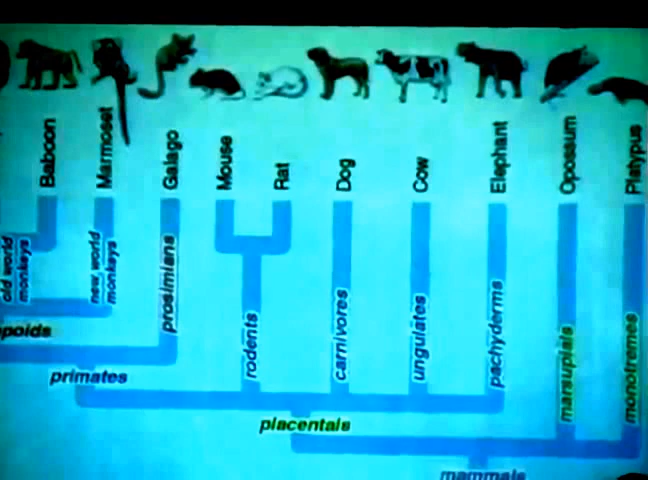 Baboon
Marmoset
Galago
Mouse
Rat
Dog
Cow
Elephant
Opossum
Platypus
old world
monkeys
new world
monkeys
prosimians
rodents
carnivores
ungulates
pachyderms
marsupials
monotremes
poids
primates
placentals
mammals